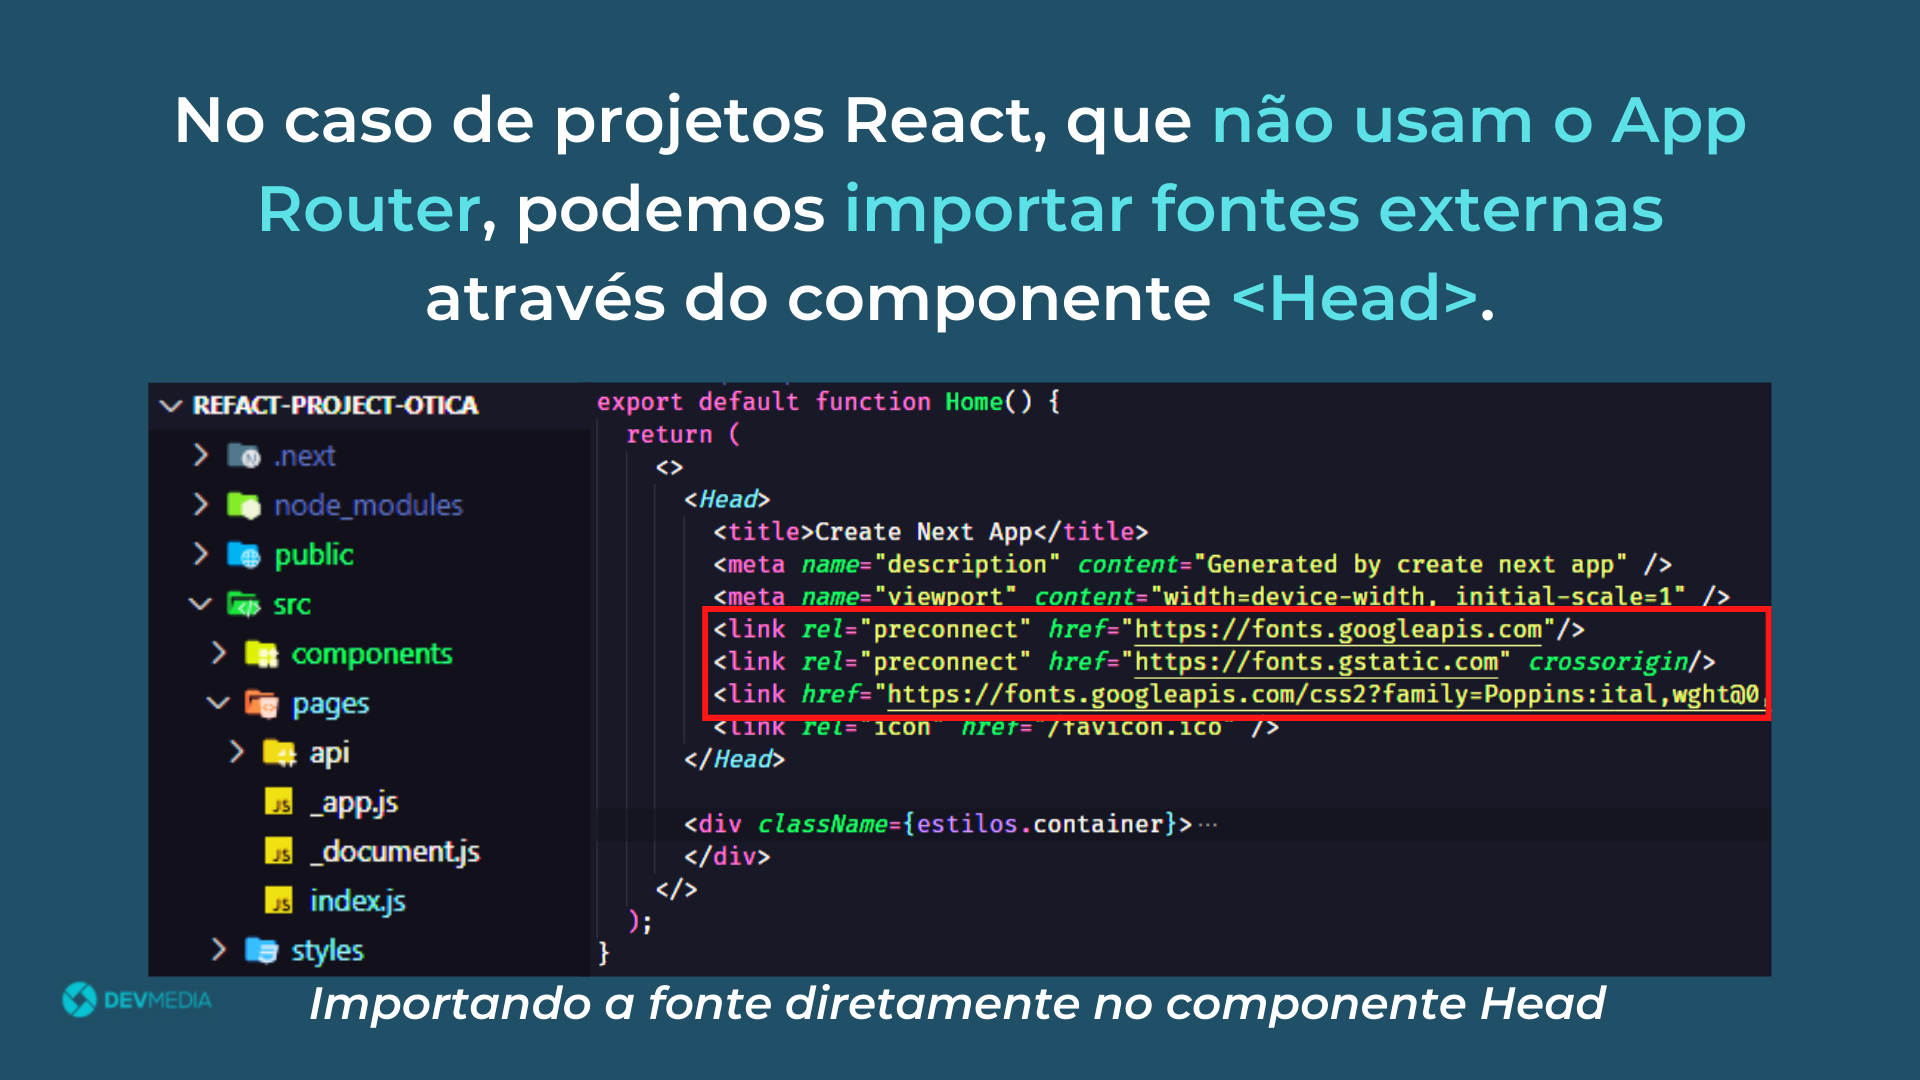 No caso de projetos React, que não usam o App
Router, podemos importar fontes externas
através do componente <Head>.
REFACT-PROJECT-OTICA
.next
node_modules
public
src
components
pages
api
JS _app.js
JS _document.js
JS index.js
styles
export default function Home() {
return (
<>
<Head>
<title>Create Next App</title>
<meta name="description" content="Generated by create next app" />
<meta name="viewport" content="width=device-width, initial-scale=1" />
<link rel="preconnect" href="https://fonts.googleapis.com"/>
<link rel="preconnect" href="https://fonts.gstatic.com" crossorigin/>
<link href="https://fonts.googleapis.com/css2?family=Poppins:ital,wght@0,
<link rel="icon" href="/favicon.ico" />
</Head>
<div className={estilos.container}>···
</div>
</>
);
}
DEVMEDIA
Importando a fonte diretamente no componente Head